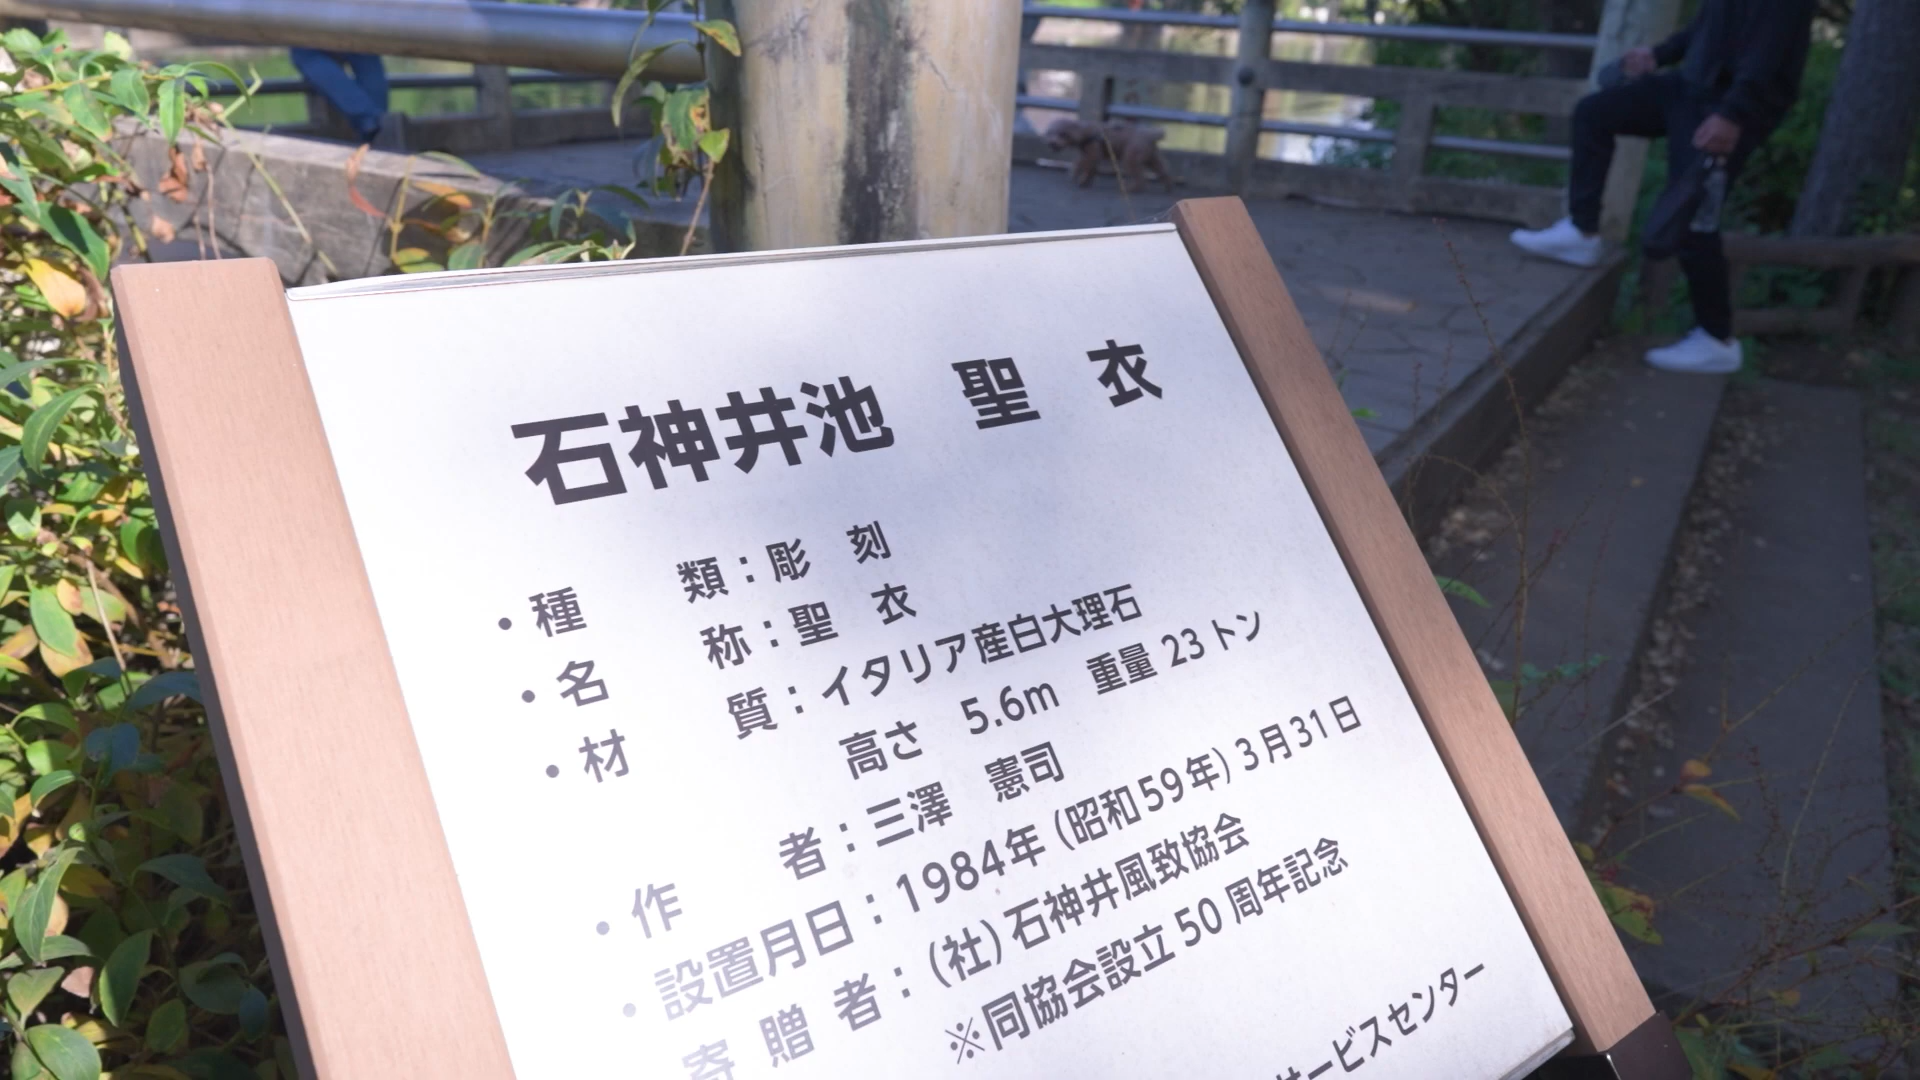 石神井池　聖　衣
・種　　類：彫　刻
・名　　称：聖　衣
・材　　質：イタリア産白大理石
高さ　5.6m　重量 23 トン
・作　　者：三澤　憲司
・設置月日：1984年（昭和59年）3月31日
寄　贈　者：（社）石神井風致協会
※同協会設立 50 周年記念
サービスセンター